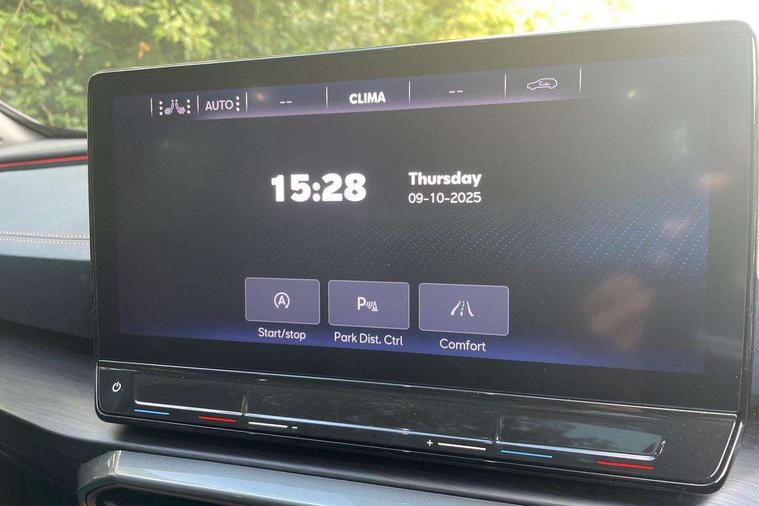 AUTO
--
CLIMA
--
15:28
Thursday
09-10-2025
A
P
Start/stop
Park Dist. Ctrl
Comfort
-
+